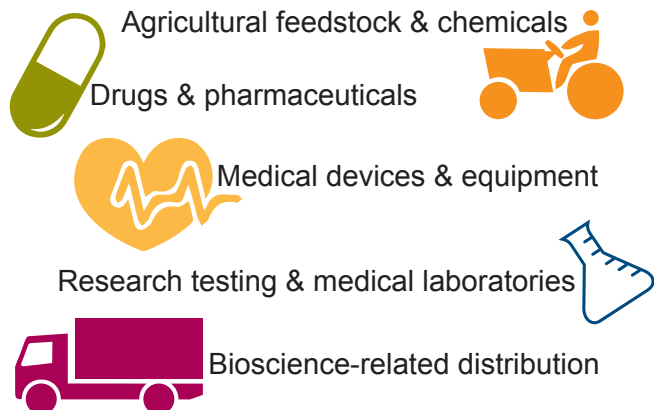 Agricultural feedstock & chemicals
Drugs & pharmaceuticals
Medical devices & equipment
Research testing & medical laboratories
Bioscience-related distribution